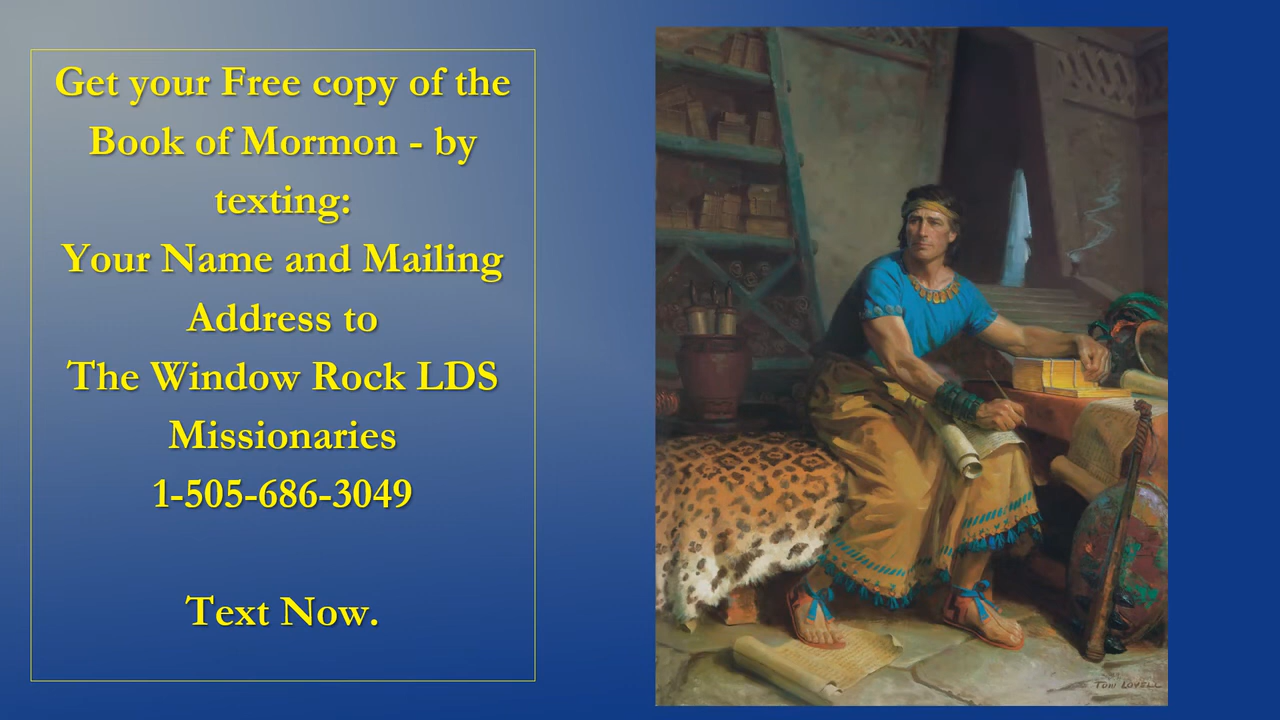 Get your Free copy of the
Book of Mormon - by
texting:
Your Name and Mailing
Address to
The Window Rock LDS
Missionaries
1-505-686-3049
Text Now.
TOM LOVELL